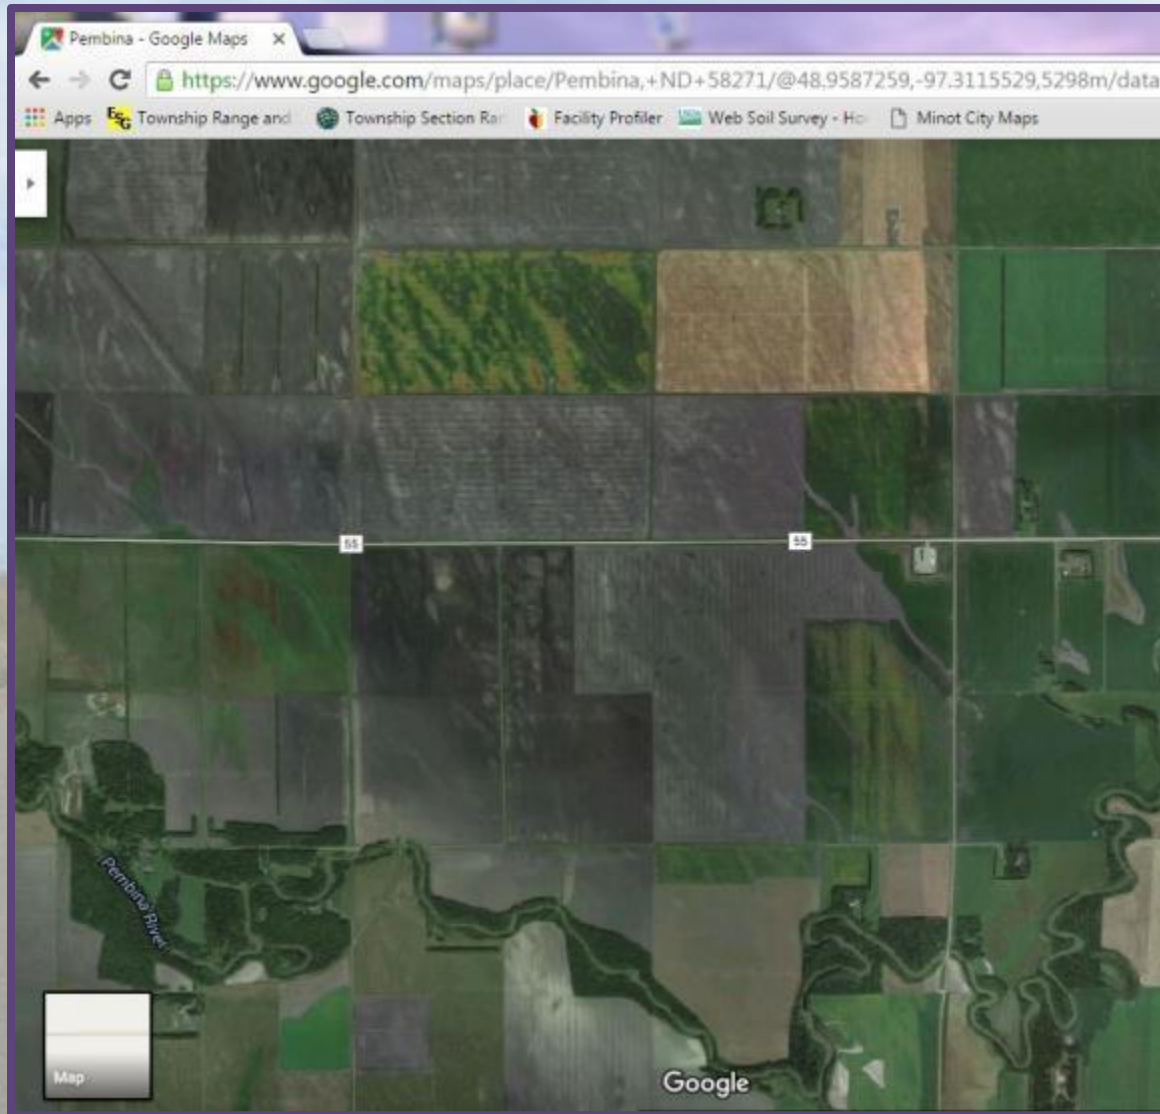 Pembina - Google Maps
https://www.google.com/maps/place/Pembina,+ND+58271/@48.9587259,-97.3115529,5298m/data
Apps ESG Township Range and Township Section Ran Facility Profiler Web Soil Survey - Ho Minot City Maps
55 55
Pembina River
Map
Google